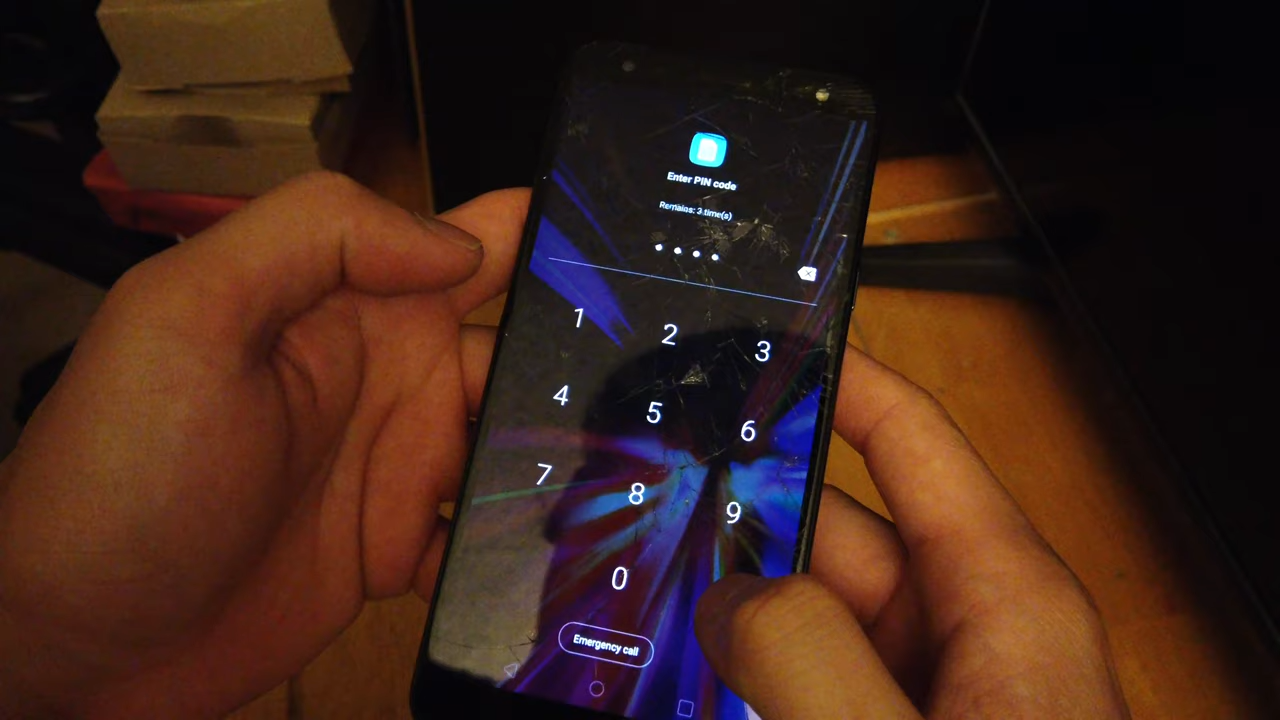 Enter PIN code
Remains: 3 time(s)
1 2 3
4 5 6
7 8 9
0
Emergency call